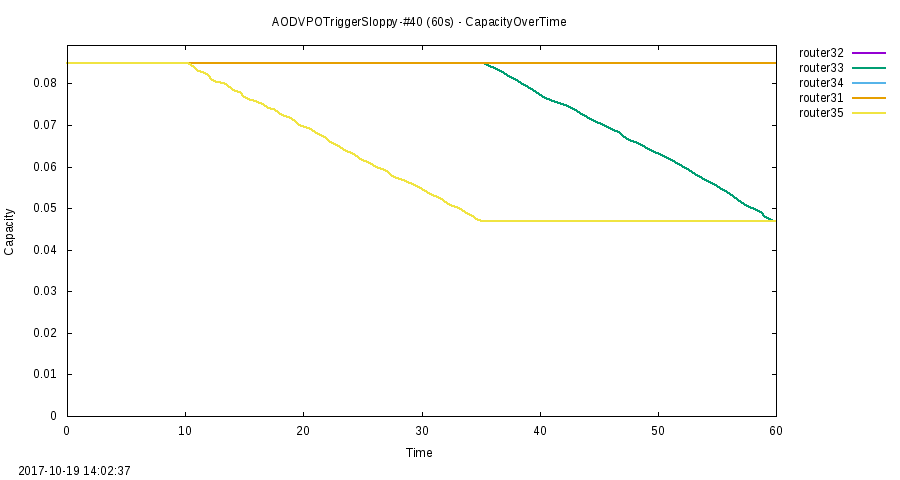 AODVPOTriggerSloppy-#40 (60s) - CapacityOverTime
router32
router33
router34
router31
router35
0.08
0.07
0.06
0.05
0.04
0.03
0.02
0.01
0
Capacity
0 10 20 30 40 50 60
Time
2017-10-19 14:02:37